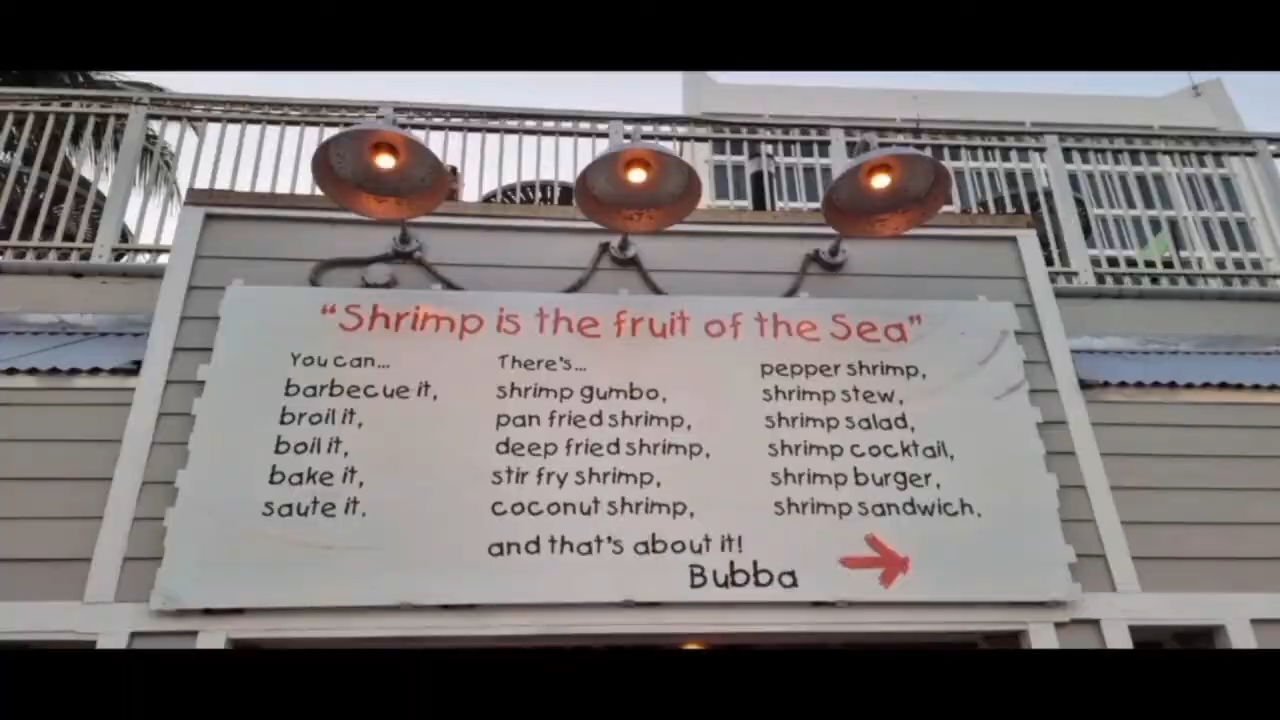 “Shrimp is the fruit of the Sea”
You can...
barbecue it,
broil it,
boil it,
bake it,
saute it.
There's...
shrimp gumbo,
pan fried shrimp,
deep fried shrimp,
stir fry shrimp,
coconut shrimp,
pepper shrimp,
shrimp stew,
shrimp salad,
shrimp cocktail,
shrimp burger,
shrimp sandwich.
and that's about it!
Bubba